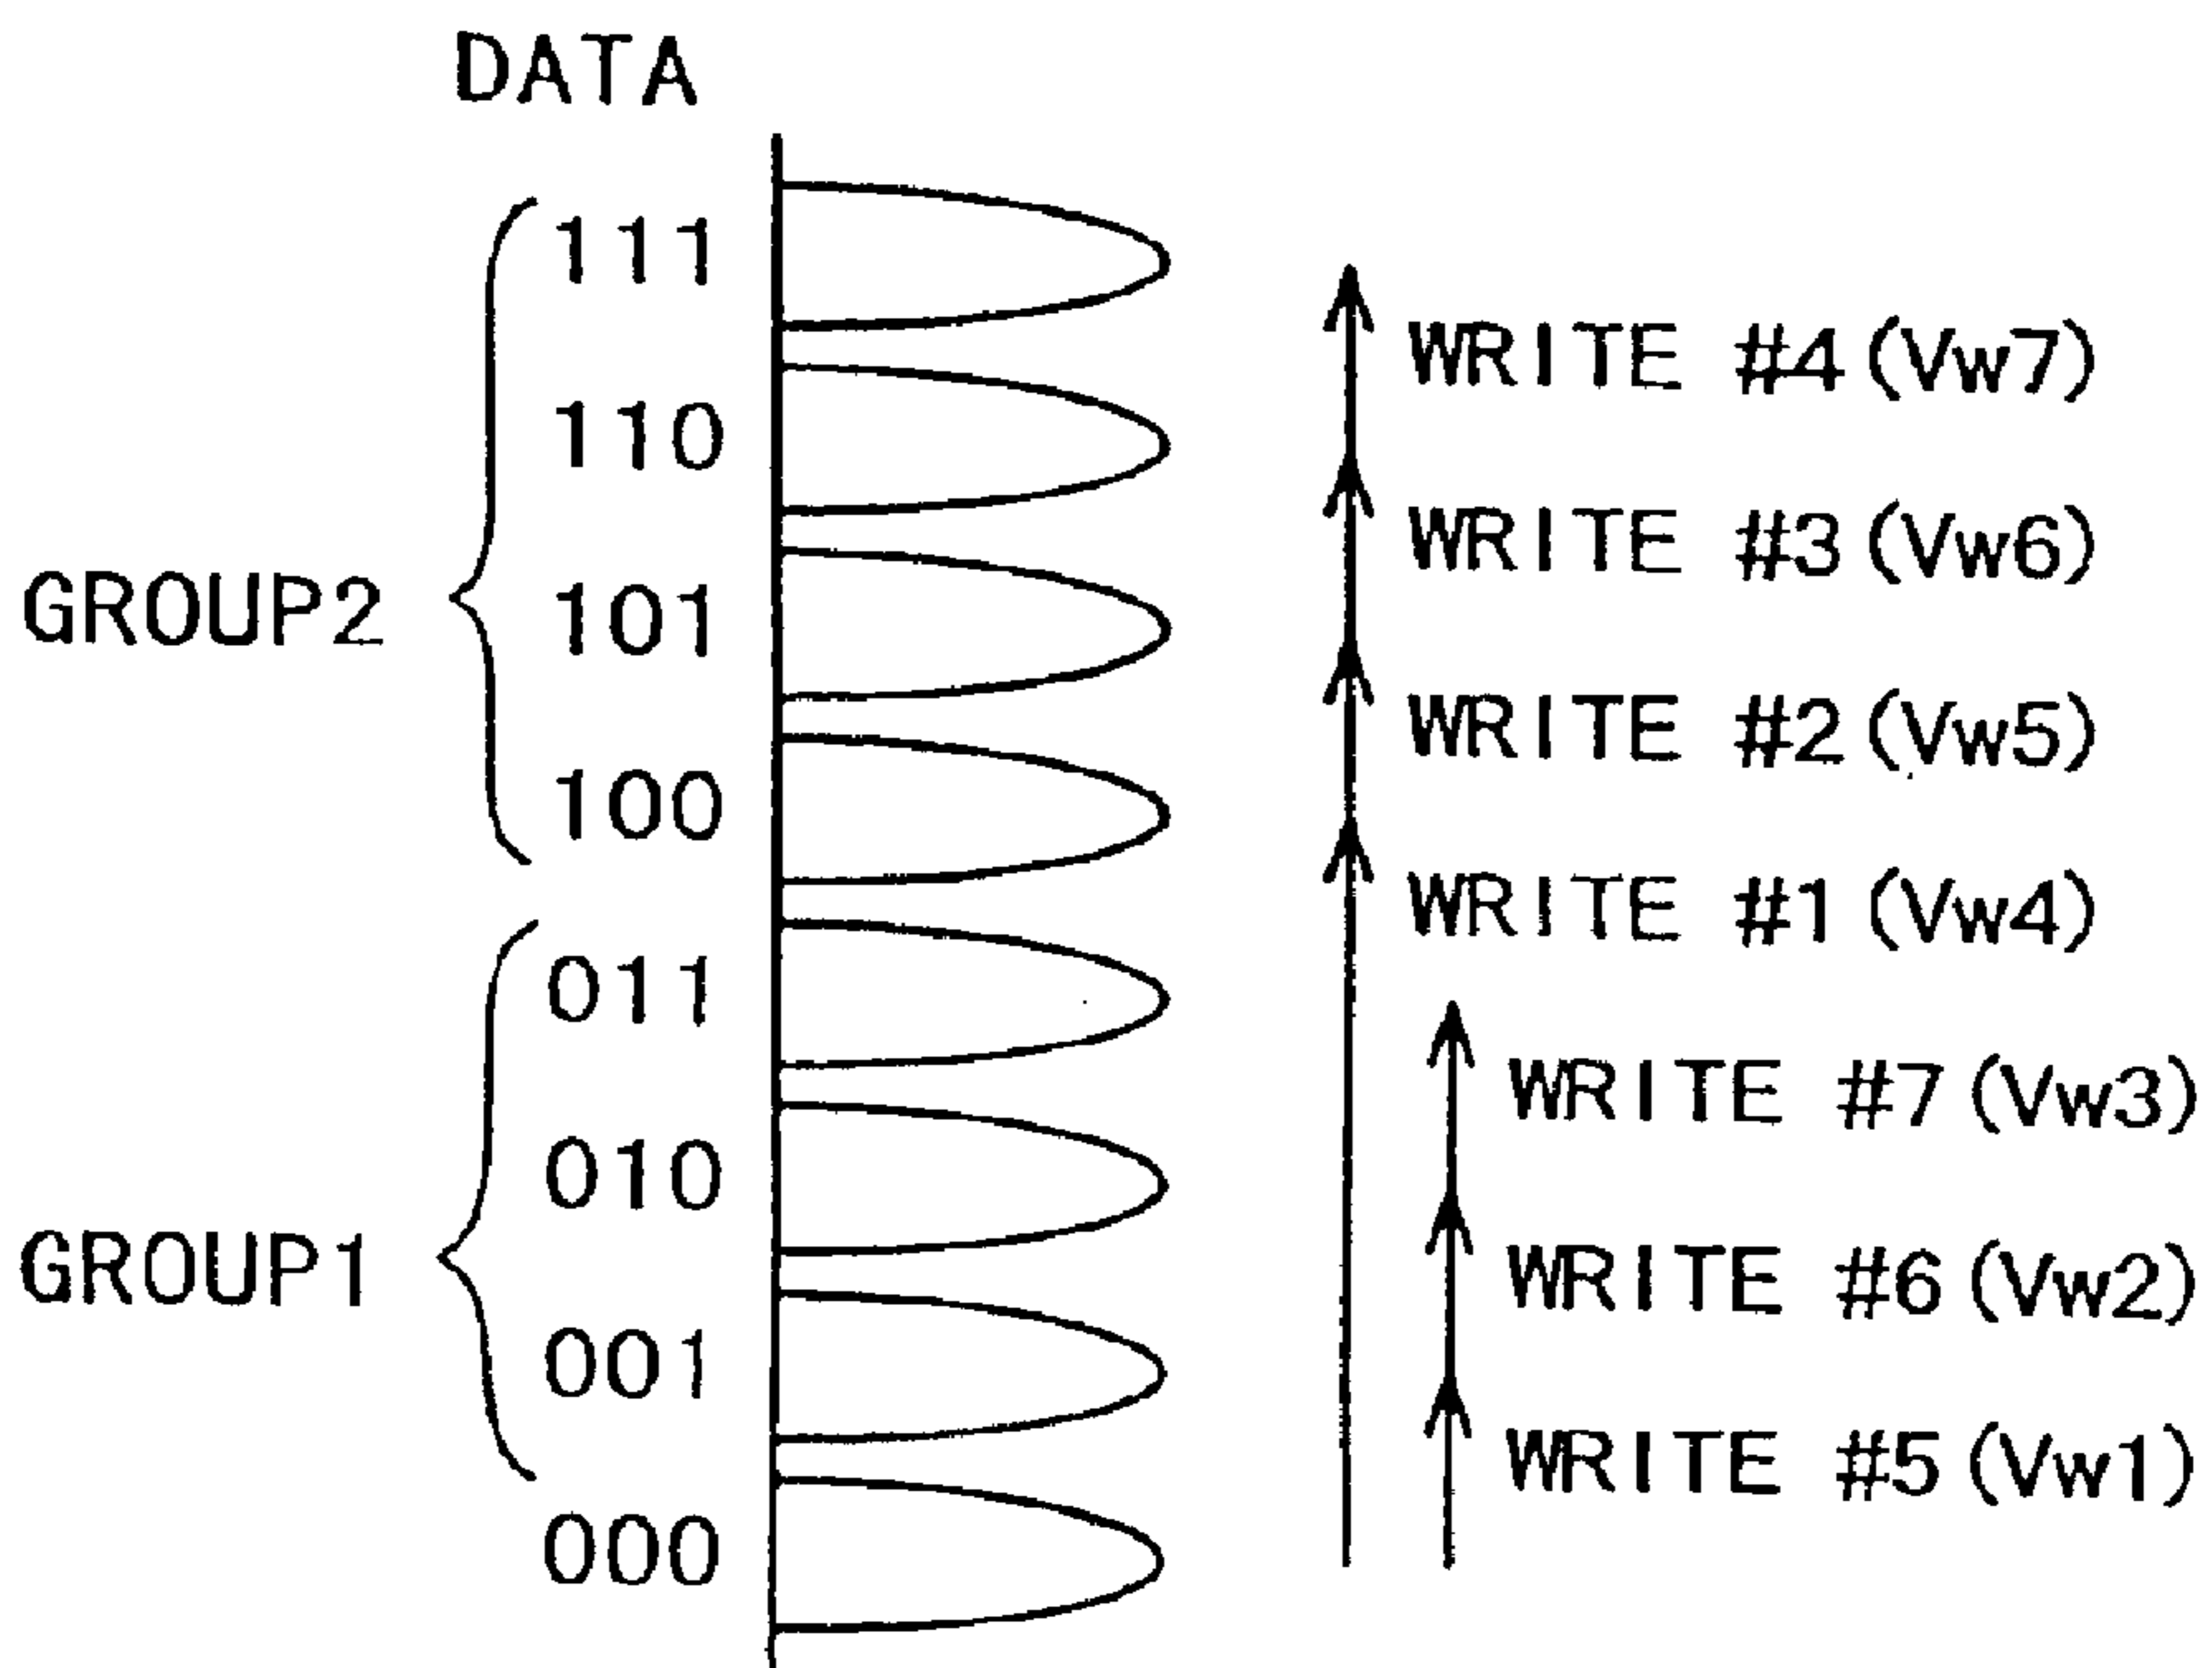 DATA
111
WRITE #4 (Vw7)
110
WRITE #3 (Vw6)
GROUP2
101
WRITE #2 (Vw5)
100
WRITE #1 (Vw4)
011
WRITE #7 (Vw3)
010
GROUP1
WRITE #6 (Vw2)
001
WRITE #5 (Vw1)
000